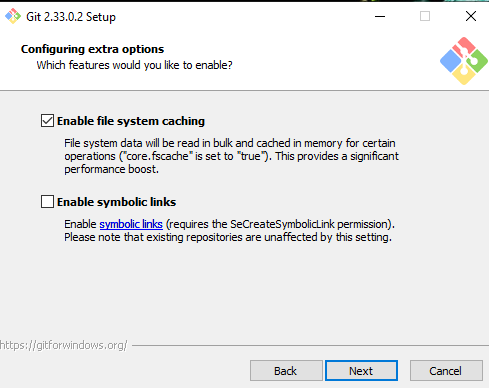 Git 2.33.0.2 Setup
Configuring extra options
Which features would you like to enable?
Enable file system caching
File system data will be read in bulk and cached in memory for certain
operations ("core.fscache" is set to "true"). This provides a significant
performance boost.
Enable symbolic links
Enable symbolic links (requires the SeCreateSymbolicLink permission).
Please note that existing repositories are unaffected by this setting.
https://gitforwindows.org/
Back
Next
Cancel